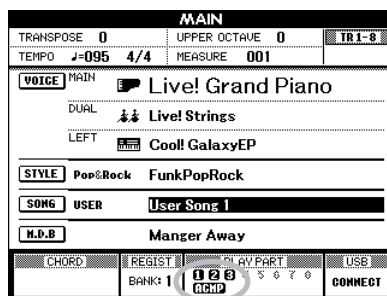 MAIN
TRANSPOSE 0 UPPER OCTAVE 0 TR1-8
TEMPO ♩=095 4/4 MEASURE 001
VOICE MAIN Live! Grand Piano
DUAL Live! Strings
LEFT Cool! GalaxyEP
STYLE Pop&Rock FunkPopRock
SONG USER User Song 1
M.D.B Manger Away
CHORD REGIST PLAY PART USB
BANK: 1 1 2 3 5 6 7 8 CONNECT
ACMP